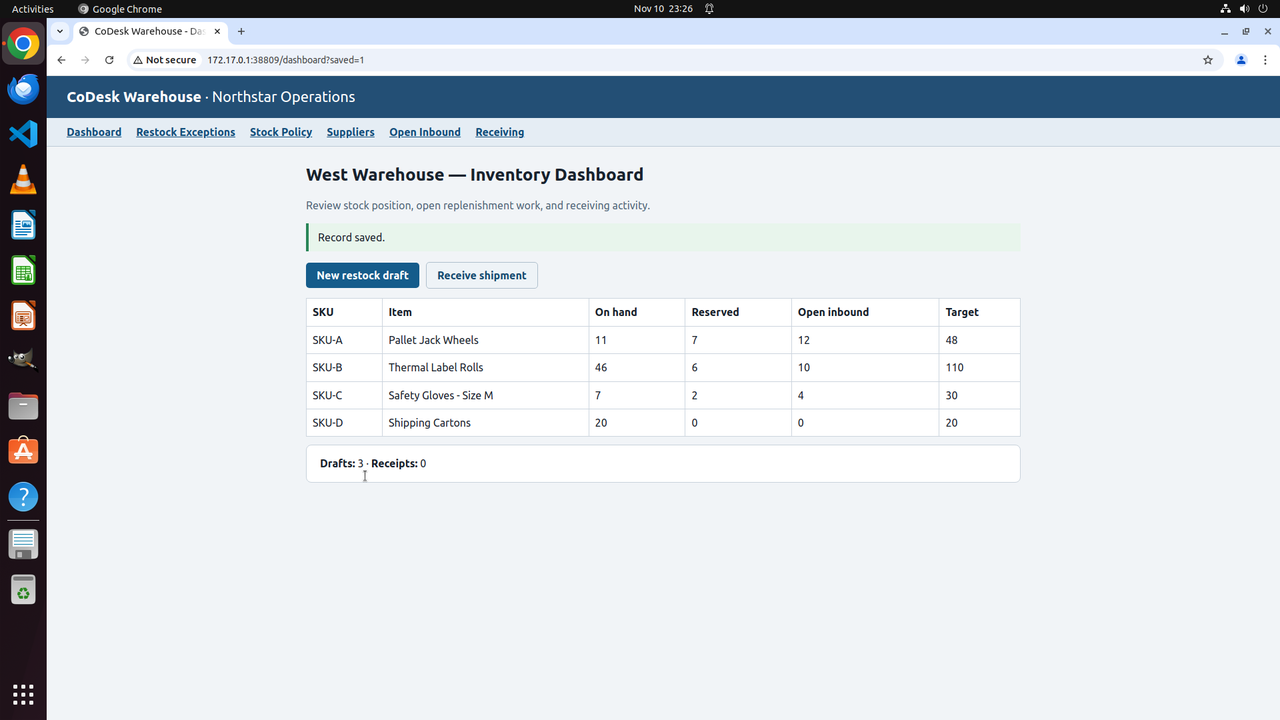 Activities
Google Chrome
Nov 10 23:26
CoDesk Warehouse - Das
Not secure
172.17.0.1:38809/dashboard?saved=1
CoDesk Warehouse · Northstar Operations
Dashboard Restock Exceptions Stock Policy Suppliers Open Inbound Receiving
West Warehouse — Inventory Dashboard
Review stock position, open replenishment work, and receiving activity.
Record saved.
New restock draft Receive shipment
SKU Item On hand Reserved Open inbound Target
SKU-A Pallet Jack Wheels 11 7 12 48
SKU-B Thermal Label Rolls 46 6 10 110
SKU-C Safety Gloves - Size M 7 2 4 30
SKU-D Shipping Cartons 20 0 0 20
Drafts: 3 · Receipts: 0